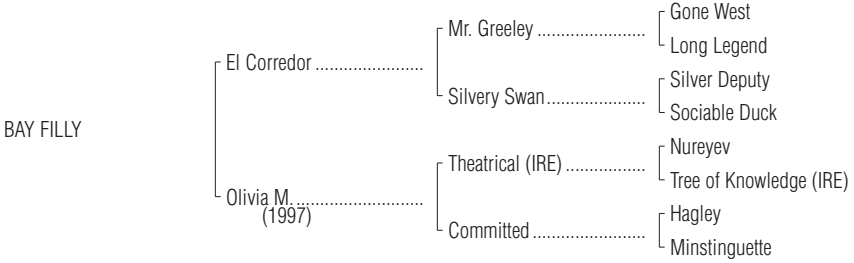 Gone West
Mr. Greeley .......................
Long Legend
El Corredor .......................
Silver Deputy
Silvery Swan.....................
Sociable Duck
BAY FILLY
Nureyev
Theatrical (IRE) .................
Tree of Knowledge (IRE)
Olivia M. ...........................
(1997)
Hagley
Committed ........................
Minstinguette